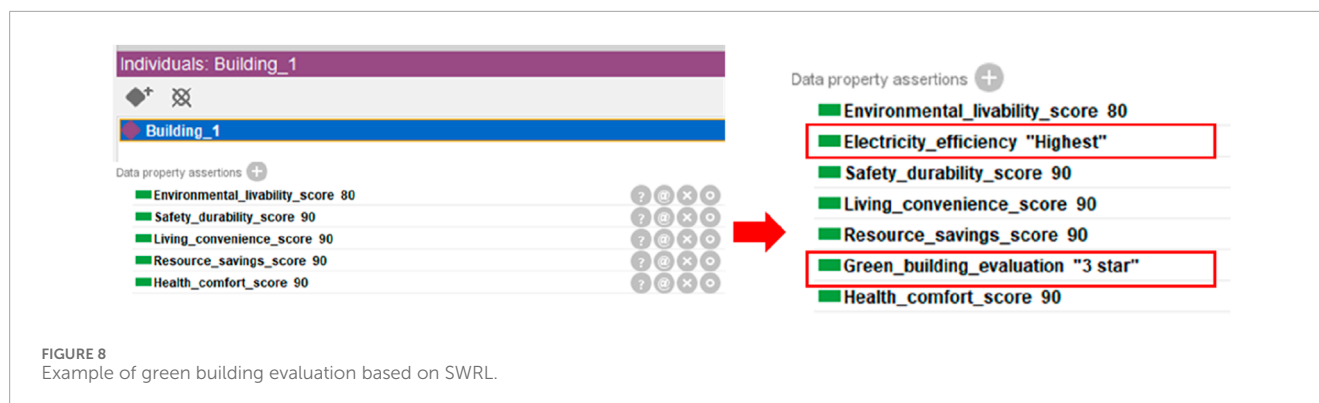 Individuals: Building_1
Building_1
Data property assertions
Environmental_livability_score 80
Safety_durability_score 90
Living_convenience_score 90
Resource_savings_score 90
Health_comfort_score 90
Data property assertions
Environmental_livability_score 80
Electricity_efficiency "Highest"
Safety_durability_score 90
Living_convenience_score 90
Resource_savings_score 90
Green_building_evaluation "3 star"
Health_comfort_score 90
FIGURE 8
Example of green building evaluation based on SWRL.